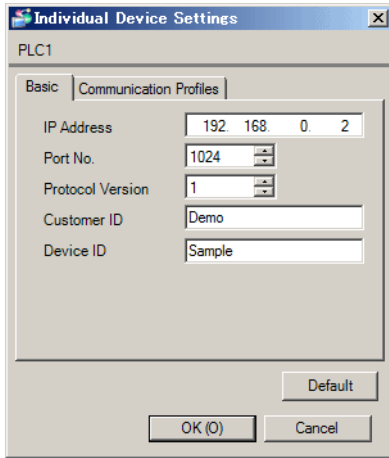 Individual Device Settings
PLC1
Basic Communication Profiles
IP Address 192. 168. 0. 2
Port No. 1024
Protocol Version 1
Customer ID Demo
Device ID Sample
Default
OK (O) Cancel